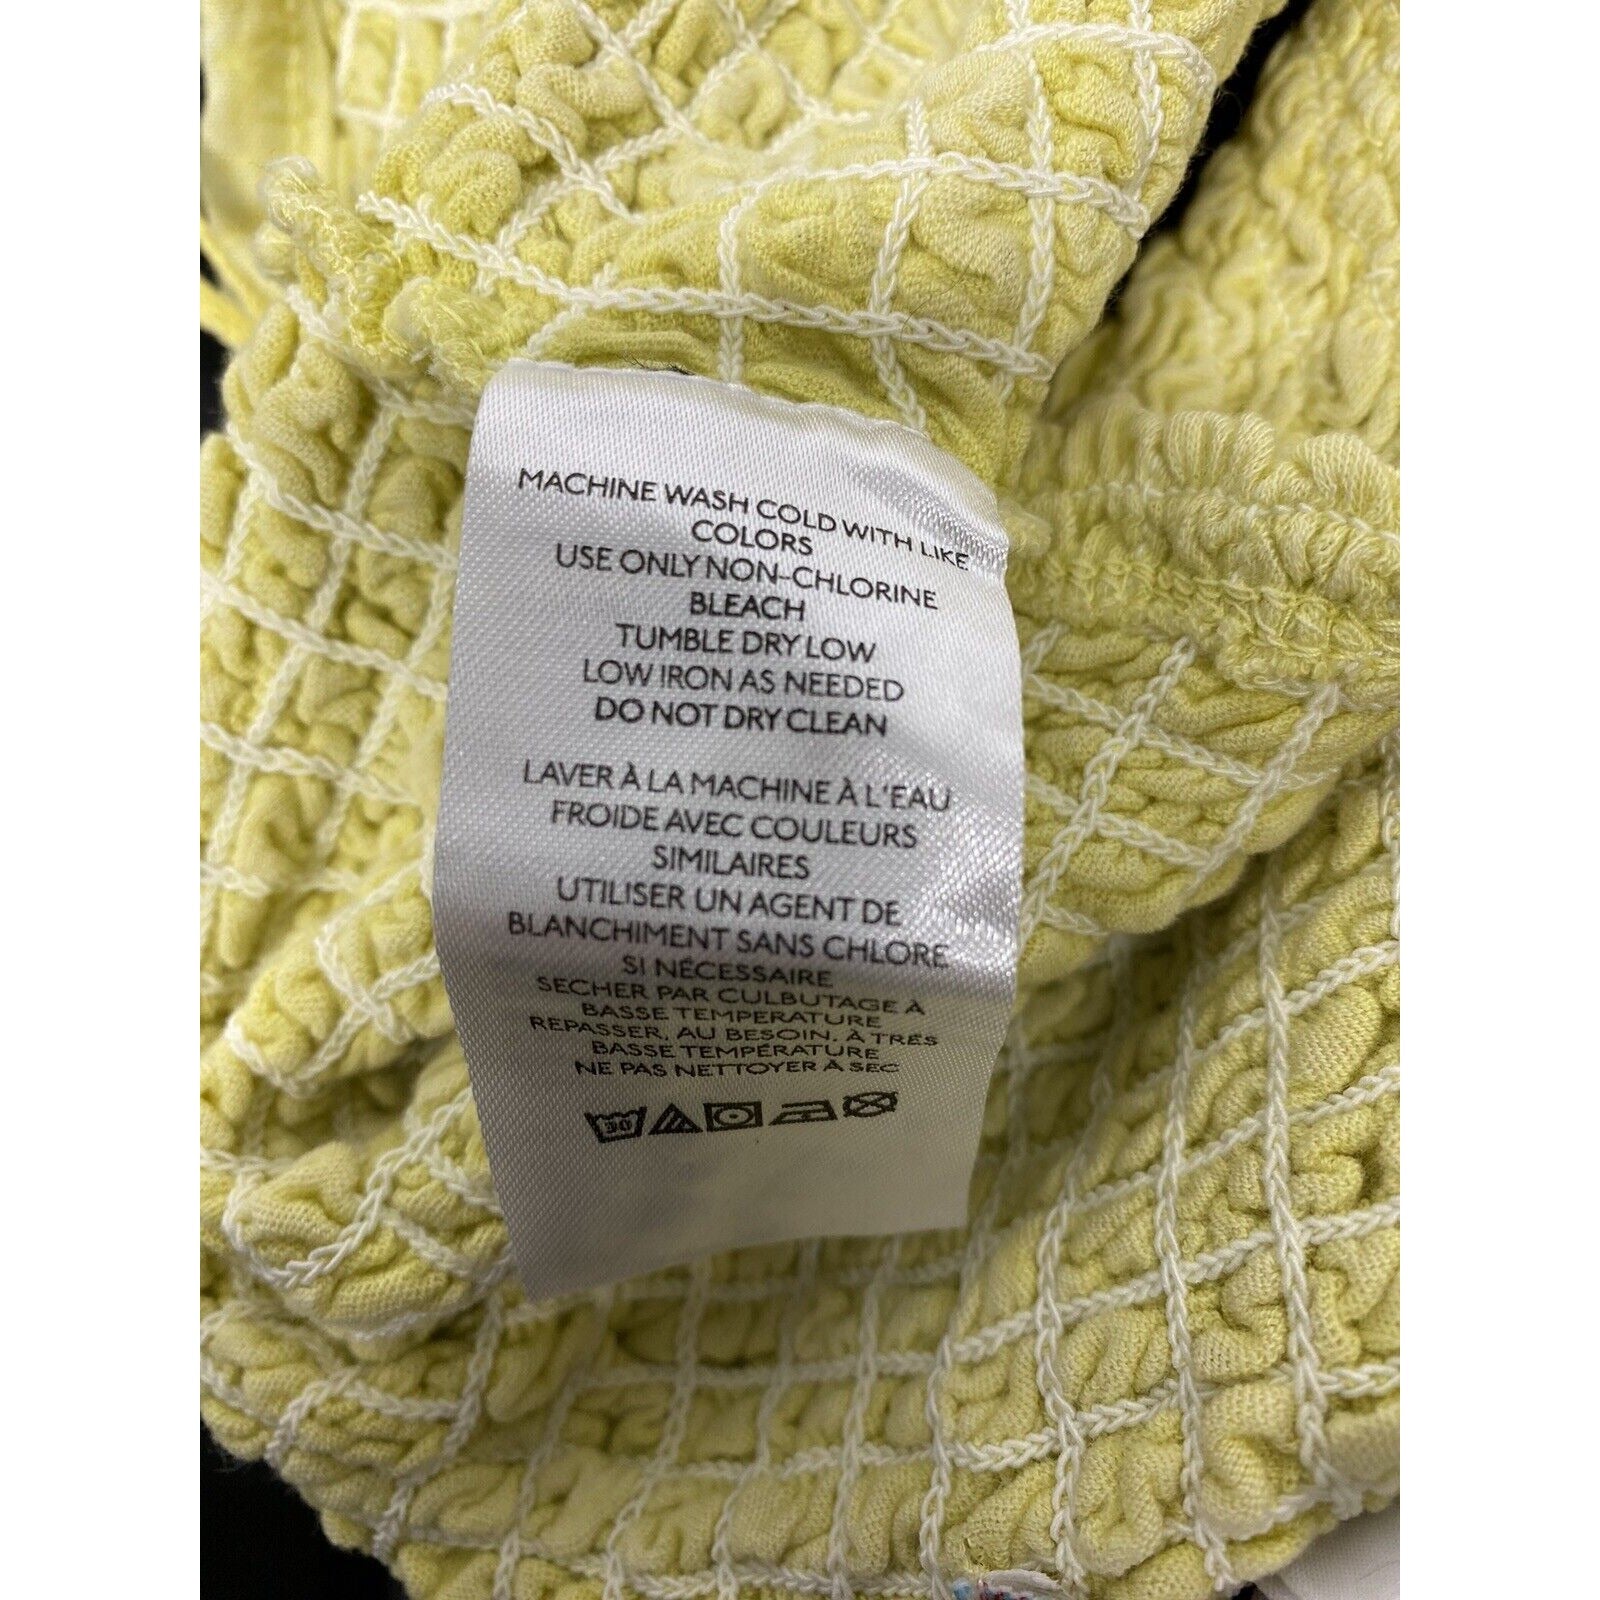 MACHINE WASH COLD WITH LIKE
COLORS
USE ONLY NON-CHLORINE
BLEACH
TUMBLE DRY LOW
LOW IRON AS NEEDED
DO NOT DRY CLEAN
LAVER À LA MACHINE À L'EAU
FROIDE AVEC COULEURS
SIMILAIRES
UTILISER UN AGENT DE
BLANCHIMENT SANS CHLORE
SI NÉCESSAIRE
SECHER PAR CULBUTAGE À
BASSE TEMPERATURE
REPASSER, AU BESOIN, À TRÈS
BASSE TEMPÉRATURE
NE PAS NETTOYER À SEC
30